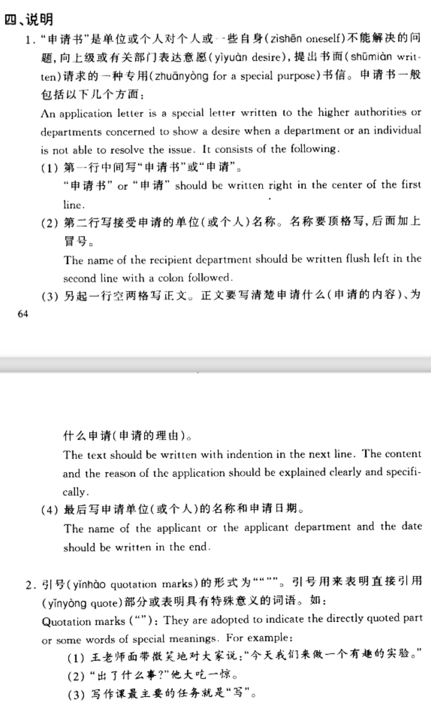 四、说明
1. “申请书”是单位或个人对个人或一些自身(zìshēn oneself)不能解决的问
题,向上级或有关部门表达意愿(yìyuàn desire),提出书面(shūmiàn writ-
ten)请求的一种专用(zhuānyòng for a special purpose)书信。申请书一般
包括以下几个方面:
An application letter is a special letter written to the higher authorities or
departments concerned to show a desire when a department or an individual
is not able to resolve the issue. It consists of the following.
(1) 第一行中间写“申请书”或“申请”。
“申请书” or “申请” should be written right in the center of the first
line.
(2) 第二行写接受申请的单位(或个人)名称。名称要顶格写,后面加上
冒号。
The name of the recipient department should be written flush left in the
second line with a colon followed.
(3) 另起一行空两格写正文。正文要写清楚申请什么(申请的内容)、为
64
什么申请(申请的理由)。
The text should be written with indention in the next line. The content
and the reason of the application should be explained clearly and specifi-
cally.
(4) 最后写申请单位(或个人)的名称和申请日期。
The name of the applicant or the applicant department and the date
should be written in the end.
2. 引号(yǐnhào quotation marks)的形式为“‘’”。引号用来表明直接引用
(yǐnyòng quote)部分或表明具有特殊意义的词语。如:
Quotation marks (“”): They are adopted to indicate the directly quoted part
or some words of special meanings. For example:
(1) 王老师面带微笑地对大家说:“今天我们来做一个有趣的实验。”
(2) “出了什么事?”他大吃一惊。
(3) 写作课最主要的任务就是“写”。